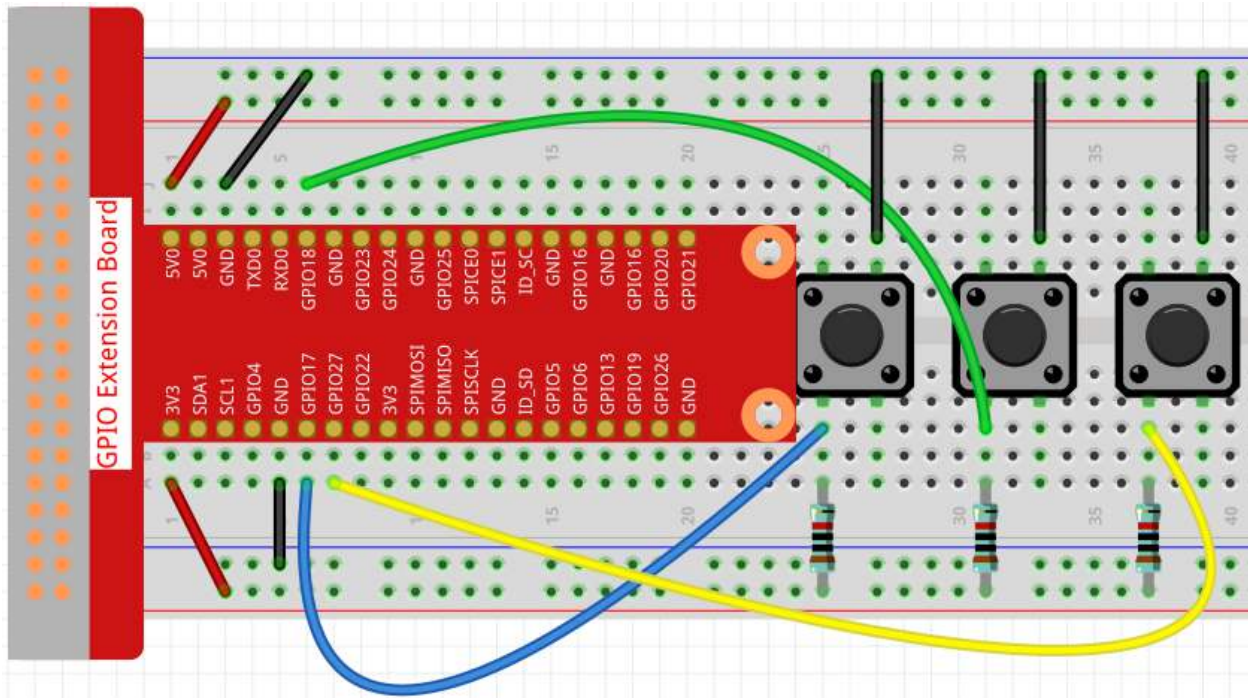 GPIO Extension Board
1
5
15
20
30
35
40
5V0
5V0
GND
TXD0
RXD0
GPIO18
GND
GPIO23
GPIO24
GND
GPIO25
SPICE0
SPICE1
ID_SC
GND
GPIO16
GND
GPIO16
GPIO20
GPIO21
3V3
SDA1
SCL1
GPIO4
GND
GPIO17
GPIO27
GPIO22
3V3
SPIMOSI
SPIMISO
SPISCLK
GND
ID_SD
GPIO5
GPIO6
GPIO13
GPIO19
GPIO26
GND
1
15
20
30
35
40